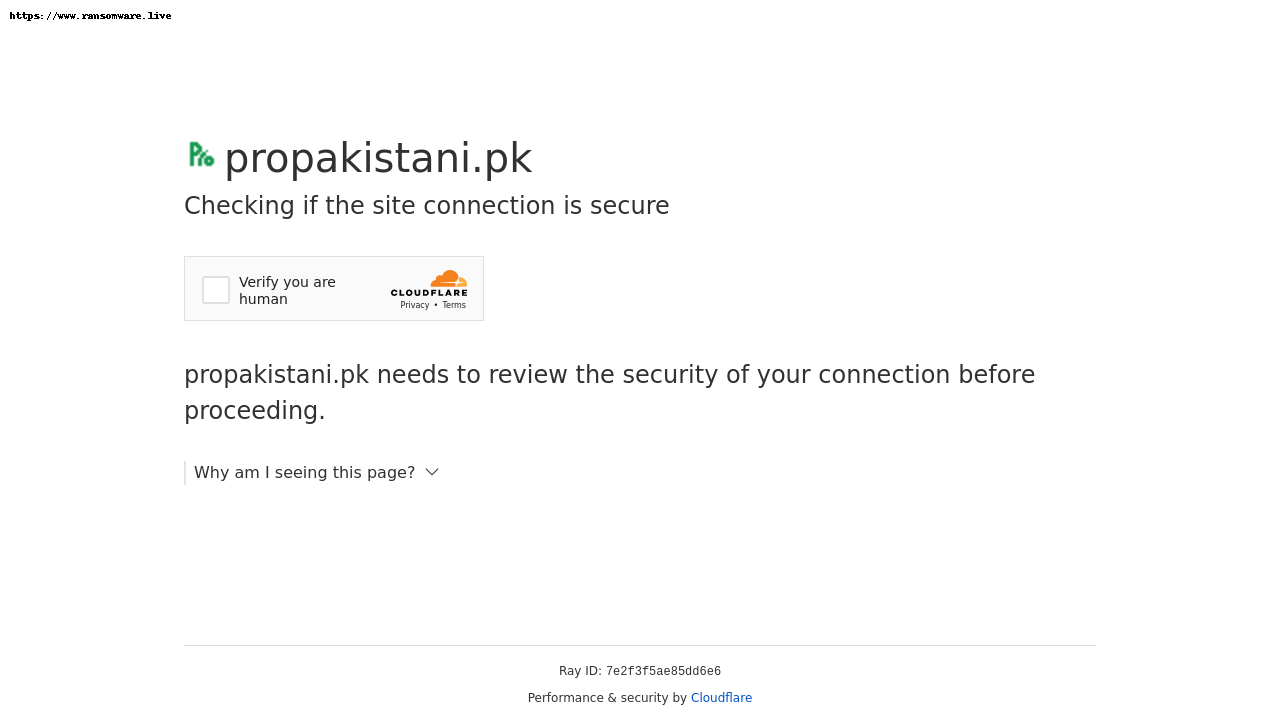 https://www.ransomware.live
Pro
propakistani.pk
Checking if the site connection is secure
Verify you are
human
CLOUDFLARE
Privacy • Terms
propakistani.pk needs to review the security of your connection before
proceeding.
Why am I seeing this page?
Ray ID: 7e2f3f5ae85dd6e6
Performance & security by Cloudflare